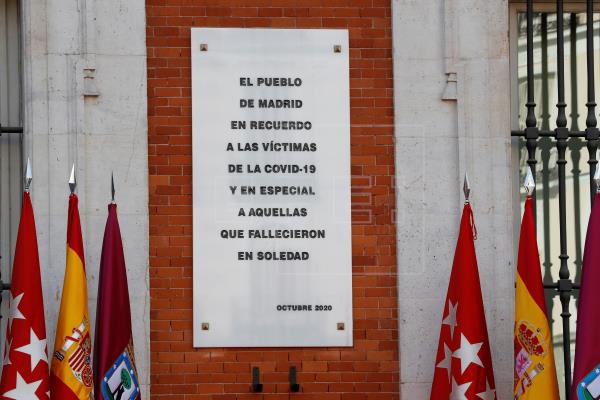 EL PUEBLO
DE MADRID
EN RECUERDO
A LAS VÍCTIMAS
DE LA COVID-19
Y EN ESPECIAL
A AQUELLAS
QUE FALLECIERON
EN SOLEDAD
OCTUBRE 2020